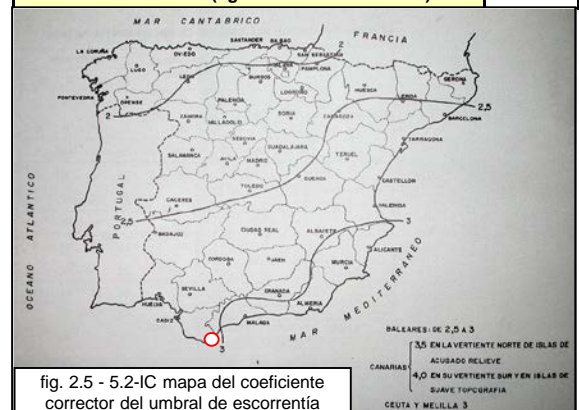 MAR CANTABRICO
FRANCIA
LA CORUÑA
OVIEDO
SANTANDER
BILBAO
SAN SEBASTIAN
2
LUGO
LEON
BURGOS
PAMPLONA
PONTEVEDRA
ORENSE
PALENCIA
LOGROÑO
HUESCA
LERIDA
GERONA
2
ZAMORA
VALLADOLID
SORIA
ZARAGOZA
2,5
BARCELONA
SEGOVIA
TARRAGONA
SALAMANCA
AVILA
MADRID
GUADALAJARA
TERUEL
OCEANO ATLANTICO
PORTUGAL
TOLEDO
CUENCA
CASTELLON
CACERES
VALENCIA
2,5
BADAJOZ
CIUDAD REAL
ALBACETE
3
ALICANTE
CORDOBA
JAEN
MURCIA
SEVILLA
GRANADA
HUELVA
ALMERIA
CADIZ
MALAGA
MAR MEDITERRANEO
3
BALEARES: DE 2,5 A 3
CANARIAS
3,5 EN LA VERTIENTE NORTE DE ISLAS DE
ACUSADO RELIEVE
4,0 EN SU VERTIENTE SUR Y EN ISLAS DE
SUAVE TOPOGRAFIA
CEUTA Y MELILLA 3
fig. 2.5 - 5.2-IC mapa del coeficiente
corrector del umbral de escorrentía